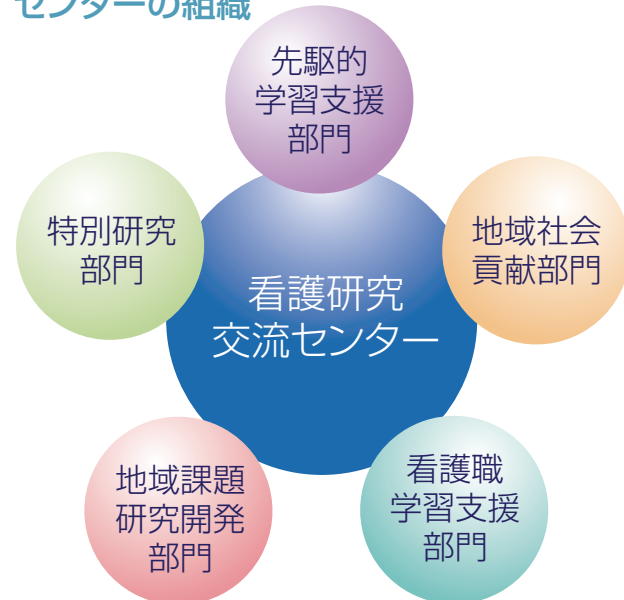 センターの組織
先駆的
学習支援
部門
特別研究
部門
地域社会
貢献部門
看護研究
交流センター
地域課題
研究開発
部門
看護職
学習支援
部門